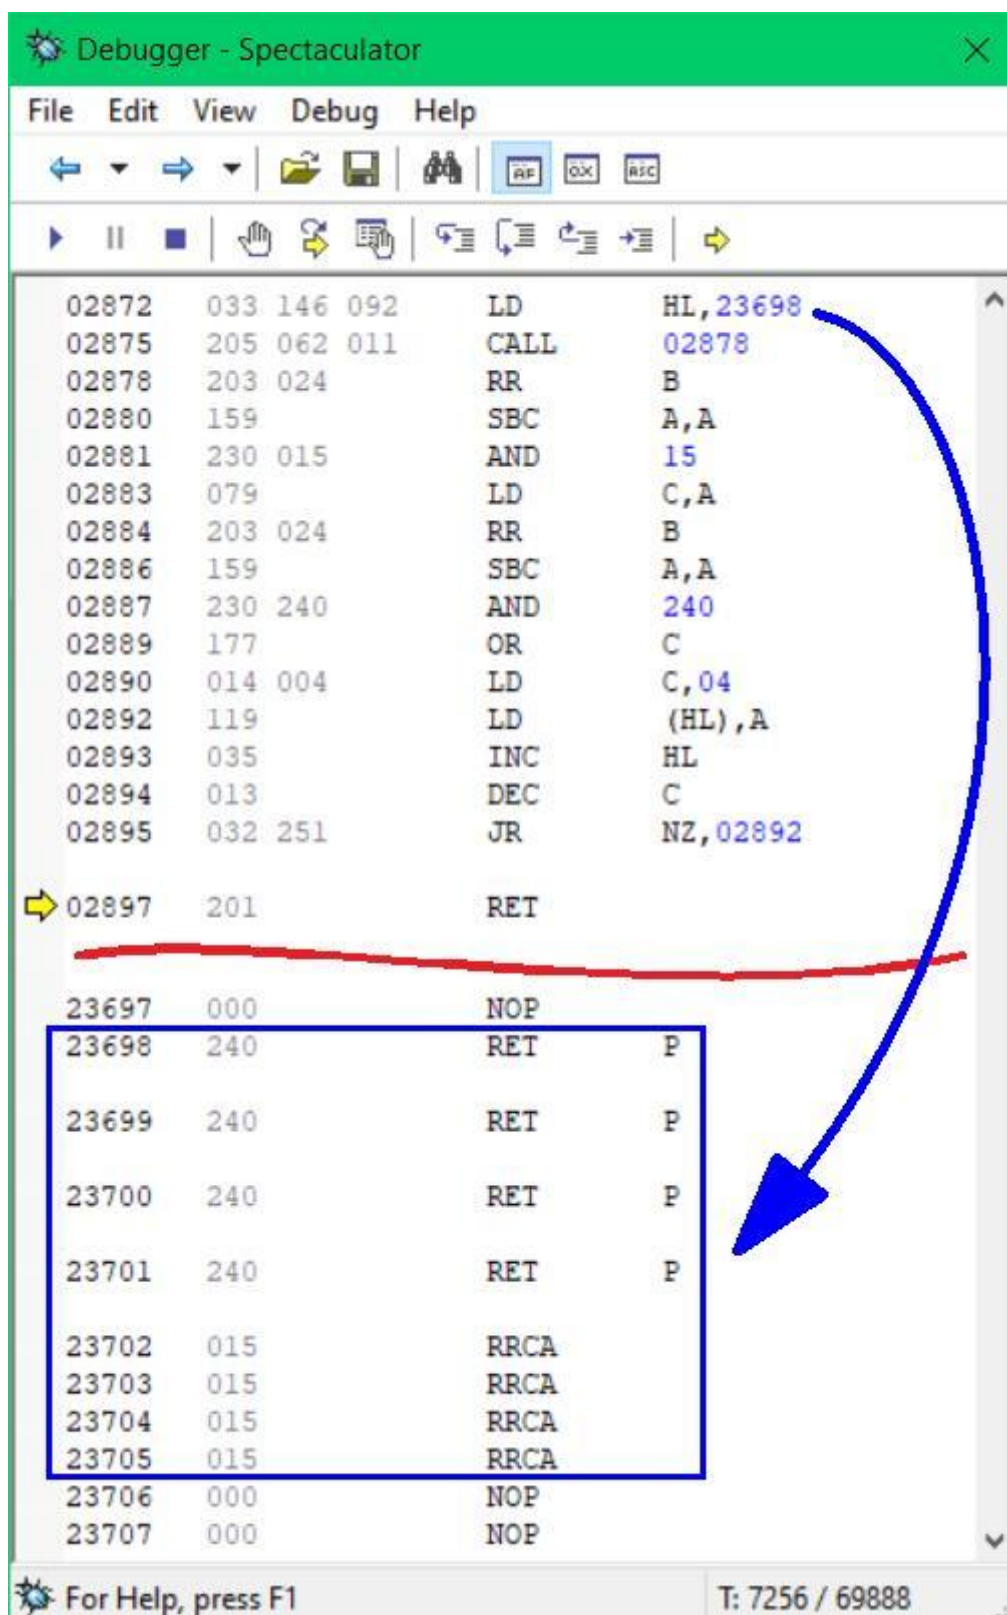 Debugger - Spectaculator
File Edit View Debug Help
AF 0X ASC
02872 033 146 092 LD HL,23698
02875 205 062 011 CALL 02878
02878 203 024 RR B
02880 159 SBC A,A
02881 230 015 AND 15
02883 079 LD C,A
02884 203 024 RR B
02886 159 SBC A,A
02887 230 240 AND 240
02889 177 OR C
02890 014 004 LD C,04
02892 119 LD (HL),A
02893 035 INC HL
02894 013 DEC C
02895 032 251 JR NZ,02892
02897 201 RET
23697 000 NOP
23698 240 RET P
23699 240 RET P
23700 240 RET P
23701 240 RET P
23702 015 RRCA
23703 015 RRCA
23704 015 RRCA
23705 015 RRCA
23706 000 NOP
23707 000 NOP
For Help, press F1 T: 7256 / 69888